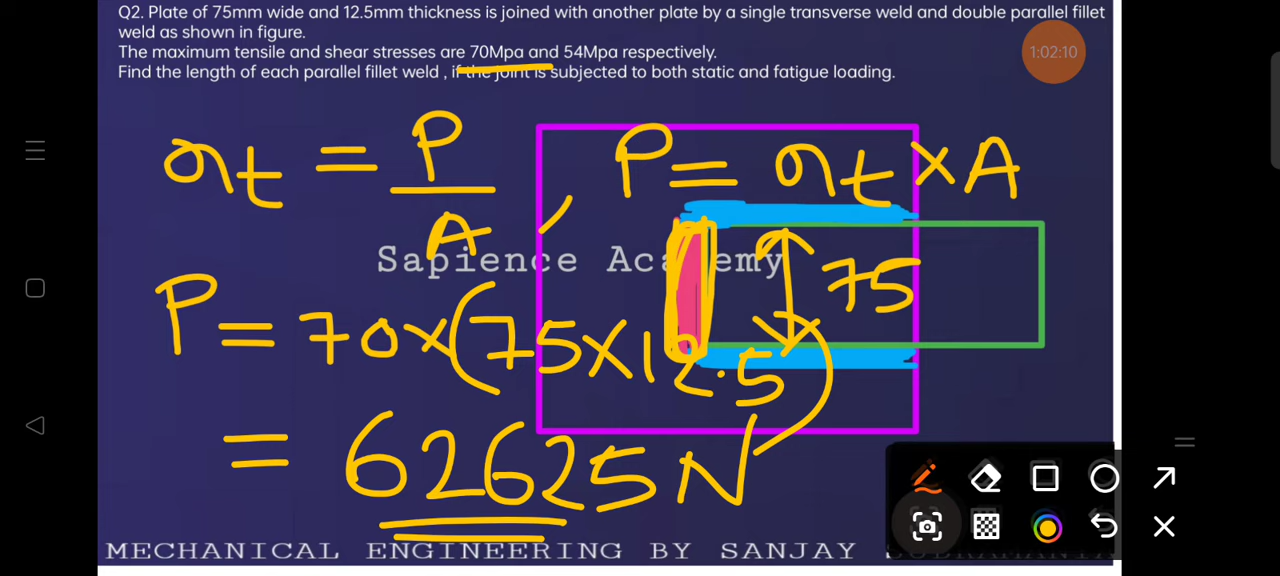 Q2. Plate of 75mm wide and 12.5mm thickness is joined with another plate by a single transverse weld and double parallel fillet
weld as shown in figure.
The maximum tensile and shear stresses are 70Mpa and 54Mpa respectively.
Find the length of each parallel fillet weld , if the joint is subjected to both static and fatigue loading.
1:02:10
σt = P/A , P = σt × A
Sapience Academy
75
P = 70 × (75 × 12.5)
= 62625 N
MECHANICAL ENGINEERING BY SANJAY